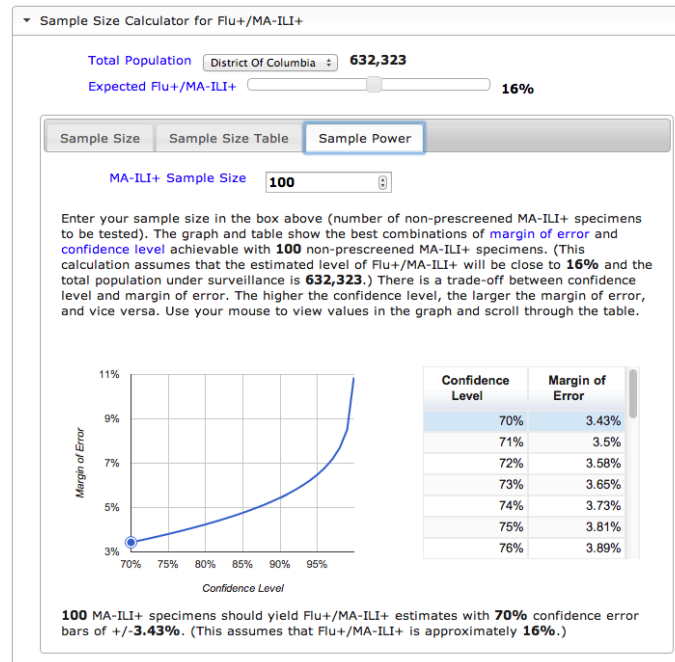 Sample Size Calculator for Flu+/MA-ILI+
Total Population District Of Columbia 632,323
Expected Flu+/MA-ILI+ 16%
Sample Size Sample Size Table Sample Power
MA-ILI+ Sample Size 100
Enter your sample size in the box above (number of non-prescreened MA-ILI+ specimens
to be tested). The graph and table show the best combinations of margin of error and
confidence level achievable with 100 non-prescreened MA-ILI+ specimens. (This
calculation assumes that the estimated level of Flu+/MA-ILI+ will be close to 16% and the
total population under surveillance is 632,323.) There is a trade-off between confidence
level and margin of error. The higher the confidence level, the larger the margin of error,
and vice versa. Use your mouse to view values in the graph and scroll through the table.
11%
9%
7%
5%
3%
Margin of Error
70% 75% 80% 85% 90% 95%
Confidence Level
Confidence Margin of
Level Error
70% 3.43%
71% 3.5%
72% 3.58%
73% 3.65%
74% 3.73%
75% 3.81%
76% 3.89%
100 MA-ILI+ specimens should yield Flu+/MA-ILI+ estimates with 70% confidence error
bars of +/-3.43%. (This assumes that Flu+/MA-ILI+ is approximately 16%.)